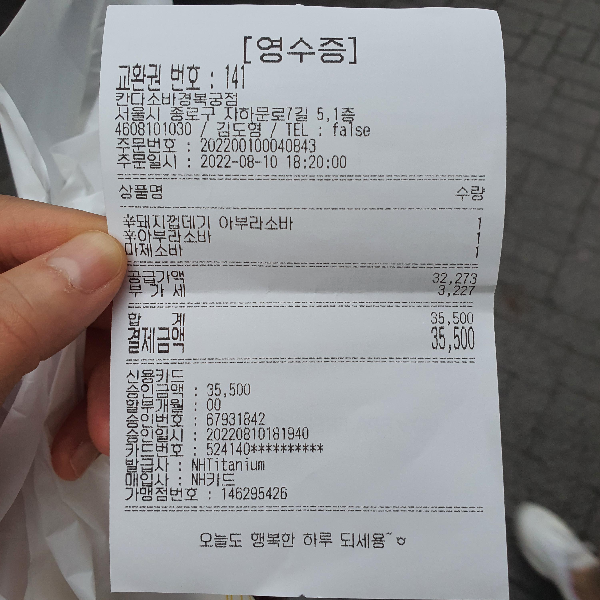 [영수증]
교환권 번호 : 141
칸다소바경복궁점
서울시 종로구 자하문로7길 5,1층
4608101030 / 김도형 / TEL : false
주문번호 : 202200100040843
주문일시 : 2022-08-10 18:20:00
상품명 수량
辛돼지껍데기 아부라소바 1
辛아부라소바 1
마제소바 1
공급가액 32,273
부 가 세 3,227
합 계 35,500
결제금액 35,500
신용카드
승인금액 : 35,500
할부개월 : 00
승인번호 : 67931842
승인일시 : 20220810181940
카드번호 : 524140**********
발급사 : NHTitanium
매입사 : NH카드
가맹점번호 : 146295426
오늘도 행복한 하루 되세용~ㅎ